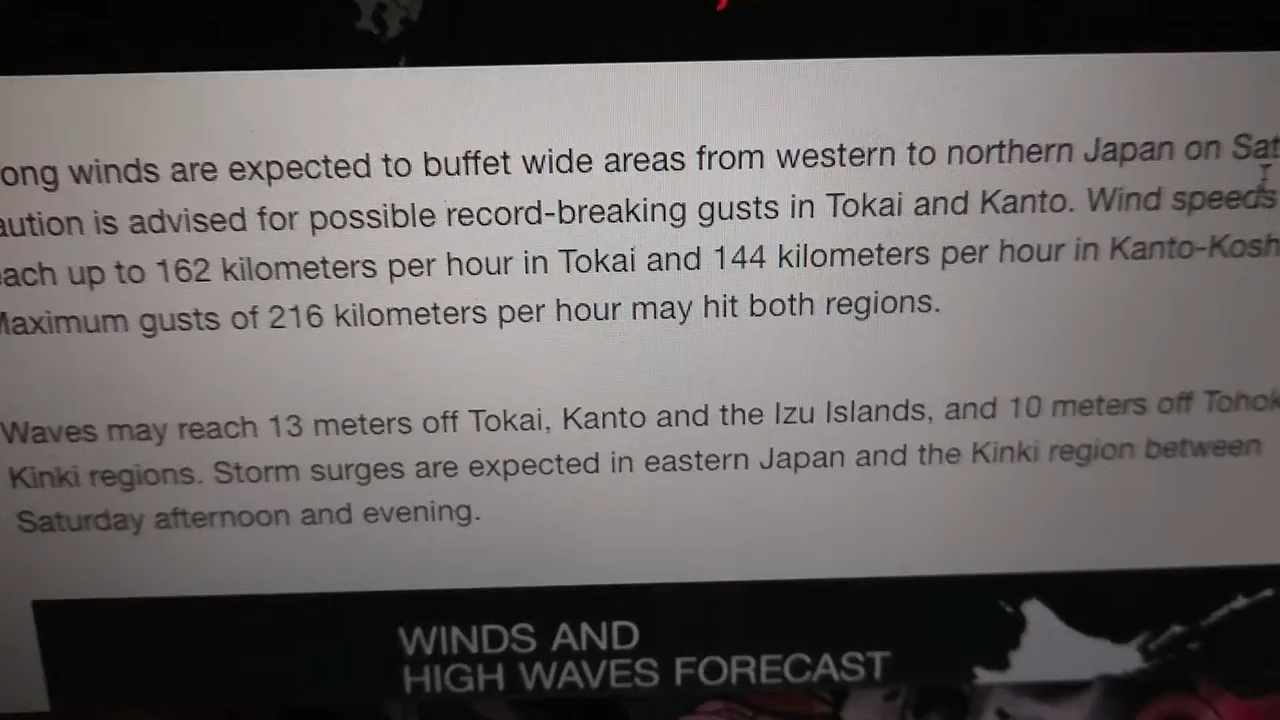 ong winds are expected to buffet wide areas from western to northern Japan on Sat
aution is advised for possible record-breaking gusts in Tokai and Kanto. Wind speeds
each up to 162 kilometers per hour in Tokai and 144 kilometers per hour in Kanto-Kosh
Maximum gusts of 216 kilometers per hour may hit both regions.
Waves may reach 13 meters off Tokai, Kanto and the Izu Islands, and 10 meters off Tohok
Kinki regions. Storm surges are expected in eastern Japan and the Kinki region between
Saturday afternoon and evening.
WINDS AND
HIGH WAVES FORECAST